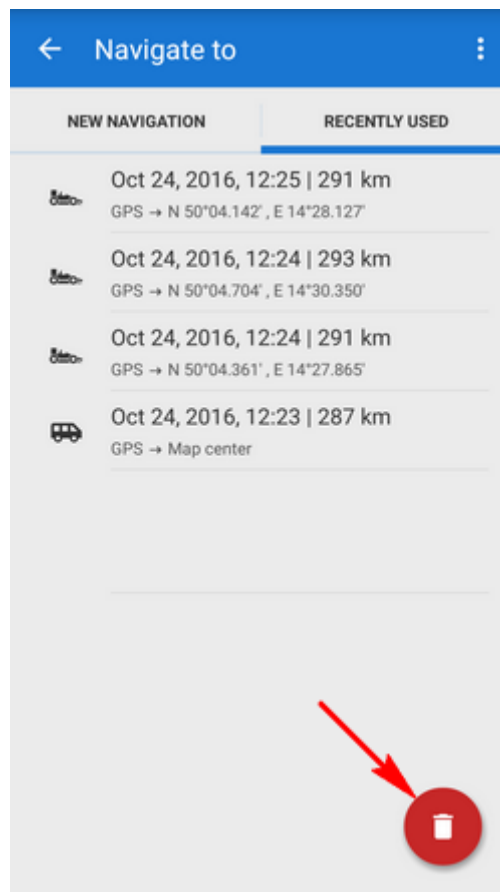 Navigate to
NEW NAVIGATION
RECENTLY USED
Oct 24, 2016, 12:25 | 291 km
GPS → N 50°04.142' , E 14°28.127'
Oct 24, 2016, 12:24 | 293 km
GPS → N 50°04.704' , E 14°30.350'
Oct 24, 2016, 12:24 | 291 km
GPS → N 50°04.361' , E 14°27.865'
Oct 24, 2016, 12:23 | 287 km
GPS → Map center